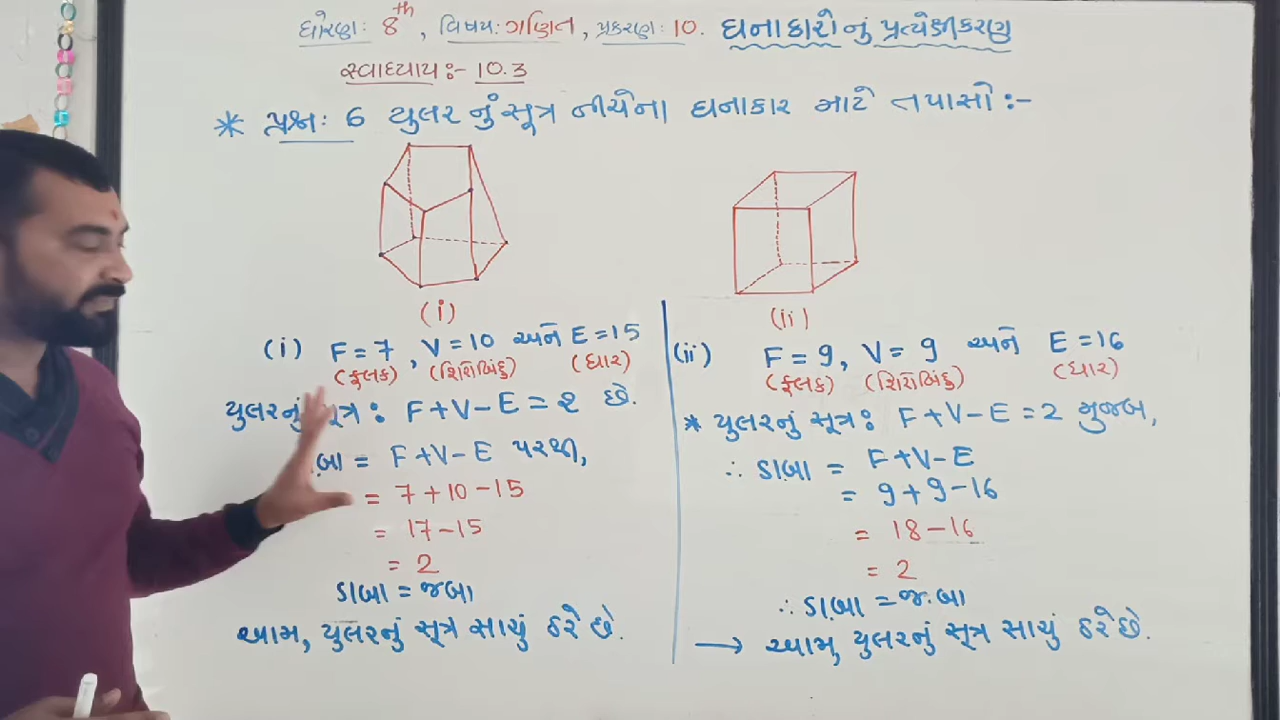 ધોરણ: 8th, વિષય: ગણિત, પ્રકરણ: 10. ઘનાકારોનું પ્રત્યેક્ષીકરણ
સ્વાધ્યાય:- 10.3
* પ્રશ્ન: 6 યુલરનું સૂત્ર નીચેના ઘનાકાર માટે તપાસો:-
(i)
(ii)
(i) F = 7, V = 10 અને E = 15
(ફલક) (શિરોબિંદુ) (ધાર)
યુલરનું સૂત્ર: F + V - E = 2 છે.
બા = F + V - E પરથી,
= 7 + 10 - 15
= 17 - 15
= 2
ડાબા = જબા
આમ, યુલરનું સૂત્ર સાચું ઠરે છે.
(ii) F = 9, V = 9 અને E = 16
(ફલક) (શિરોબિંદુ) (ધાર)
* યુલરનું સૂત્ર: F + V - E = 2 મુજબ,
∴ ડા.બા = F + V - E
= 9 + 9 - 16
= 18 - 16
= 2
∴ ડા.બા = જ.બા
→ આમ, યુલરનું સૂત્ર સાચું ઠરે છે.